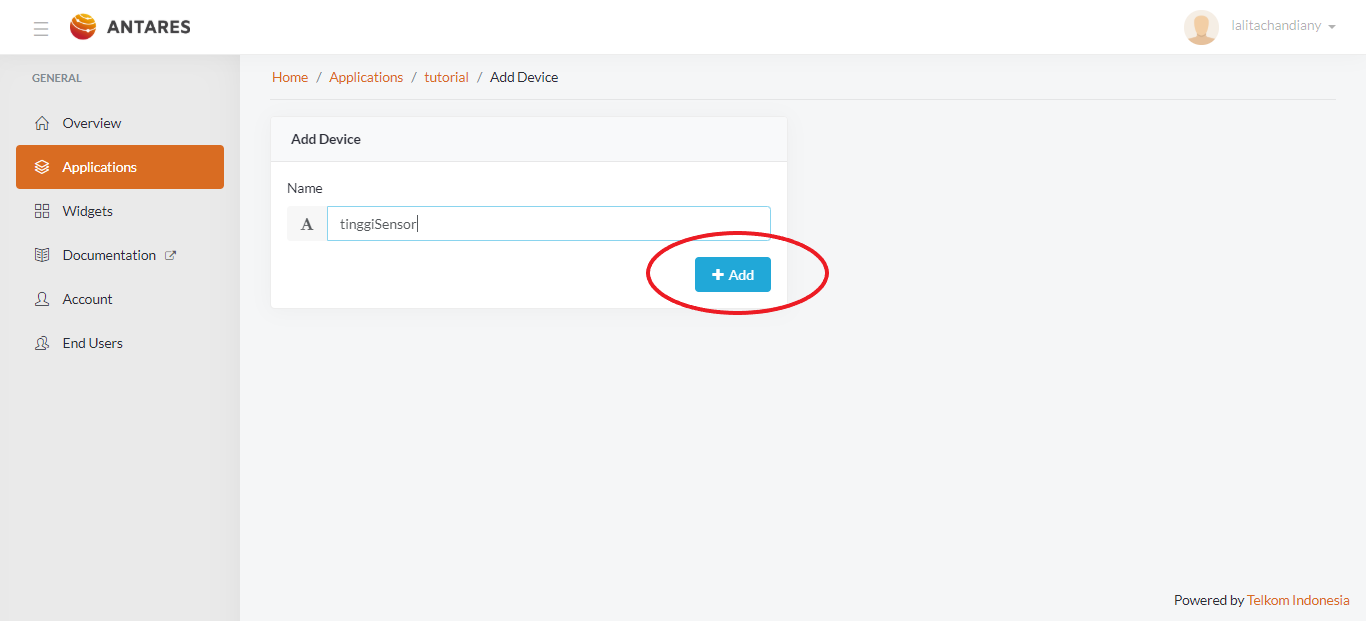 ANTARES
lalitachandiany
GENERAL
Overview
Applications
Widgets
Documentation
Account
End Users
Home / Applications / tutorial / Add Device
Add Device
Name
A tinggiSensor
+ Add
Powered by Telkom Indonesia